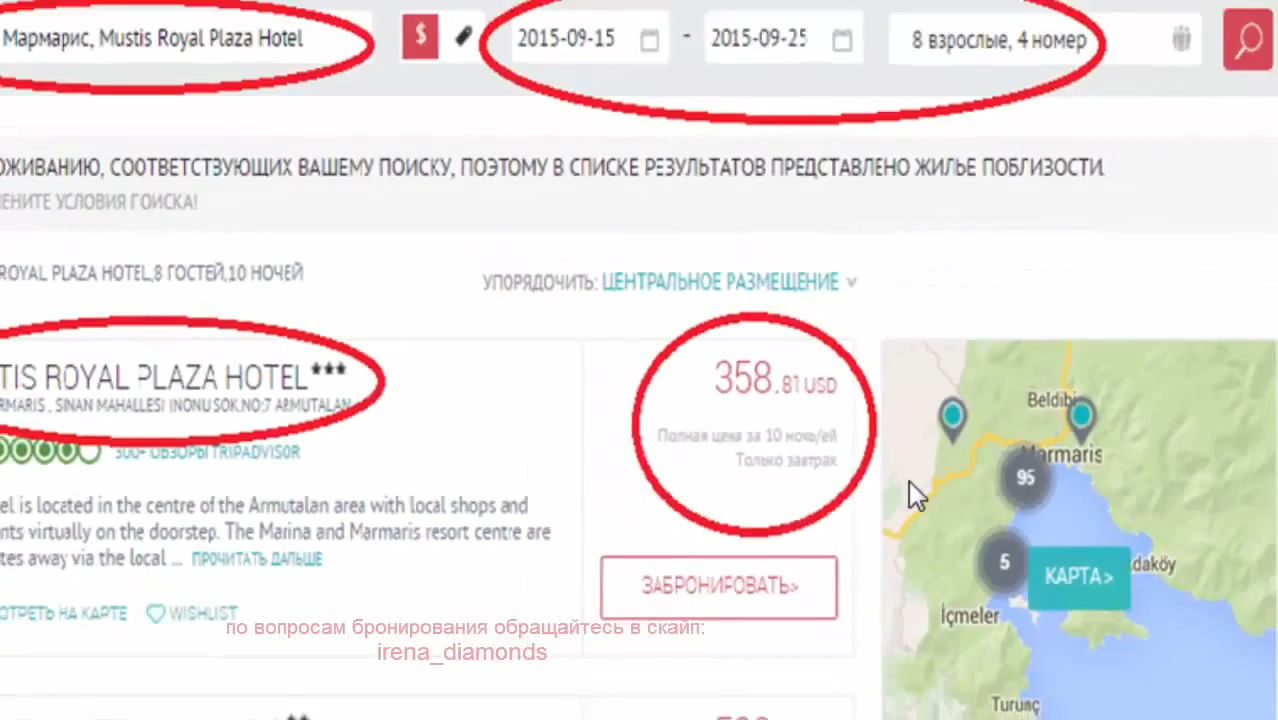 Мармарис, Mustis Royal Plaza Hotel
$
2015-09-15
-
2015-09-25
8 взрослые, 4 номер
ОЖИВАНИЮ, СООТВЕТСТВУЮЩИХ ВАШЕМУ ПОИСКУ, ПОЭТОМУ В СПИСКЕ РЕЗУЛЬТАТОВ ПРЕДСТАВЛЕНО ЖИЛЬЕ ПОБЛИЗОСТИ.
ЕНИТЕ УСЛОВИЯ ПОИСКА!
ROYAL PLAZA HOTEL,8 ГОСТЕЙ,10 НОЧЕЙ
УПОРЯДОЧИТЬ: ЦЕНТРАЛЬНОЕ РАЗМЕЩЕНИЕ
TIS ROYAL PLAZA HOTEL***
RMARIS , SINAN MAHALLESI INONU SOK.NO:7 ARMUTALAN
300+ ОБЗОРЫ TRIPADVISOR
el is located in the centre of the Armutalan area with local shops and
nts virtually on the doorstep. The Marina and Marmaris resort centre are
tes away via the local ... ПРОЧИТАТЬ ДАЛЬШЕ
ОТРЕТЬ НА КАРТЕ
WISHLIST
358.81 USD
Полная цена за 10 ночь/ей
Только завтрак
ЗАБРОНИРОВАТЬ>
по вопросам бронирования обращайтесь в скайп:
irena_diamonds
Beldibi
Marmaris
95
5
КАРТА>
daköy
İçmeler
Turunç